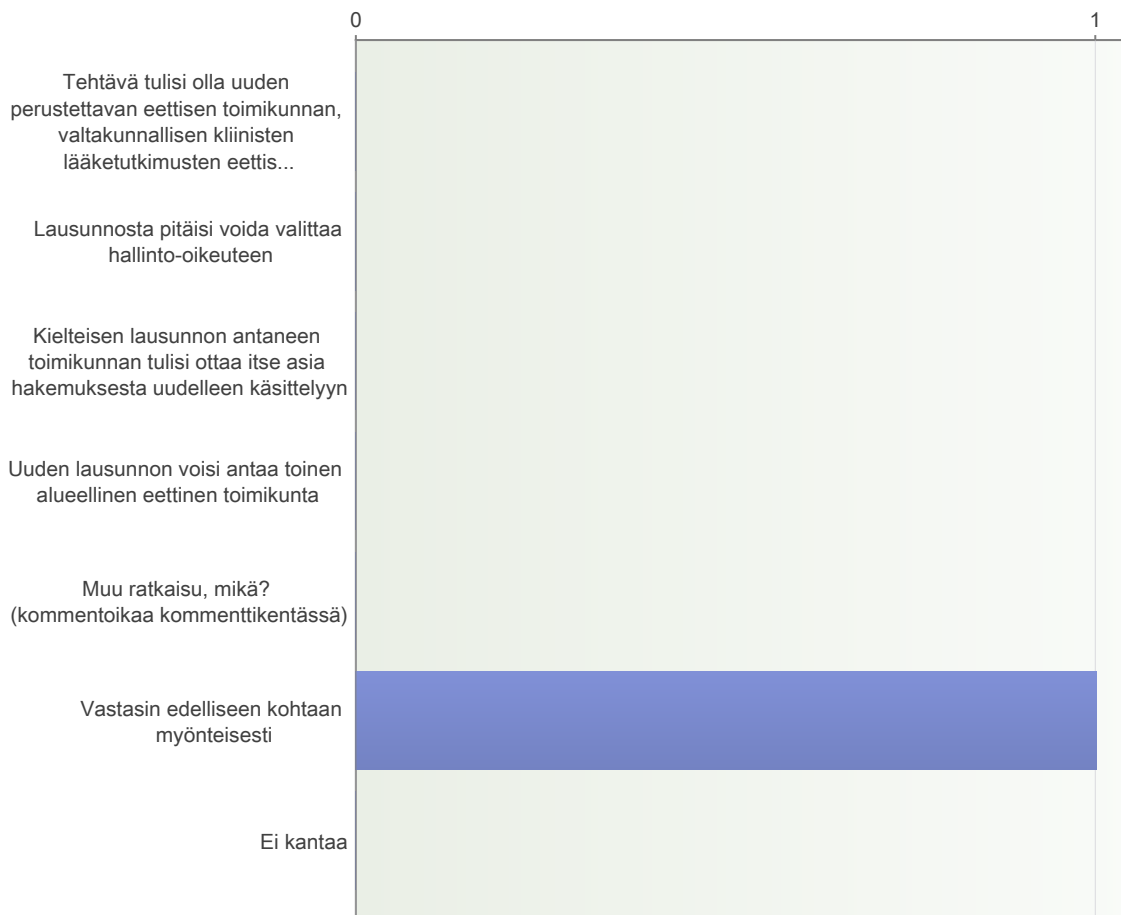 0 1
Tehtävä tulisi olla uuden
perustettavan eettisen toimikunnan,
valtakunnallisen kliinisten
lääketutkimusten eettis...
Lausunnosta pitäisi voida valittaa
hallinto-oikeuteen
Kielteisen lausunnon antaneen
toimikunnan tulisi ottaa itse asia
hakemuksesta uudelleen käsittelyyn
Uuden lausunnon voisi antaa toinen
alueellinen eettinen toimikunta
Muu ratkaisu, mikä?
(kommentoikaa kommenttikentässä)
Vastasin edelliseen kohtaan
myönteisesti
Ei kantaa